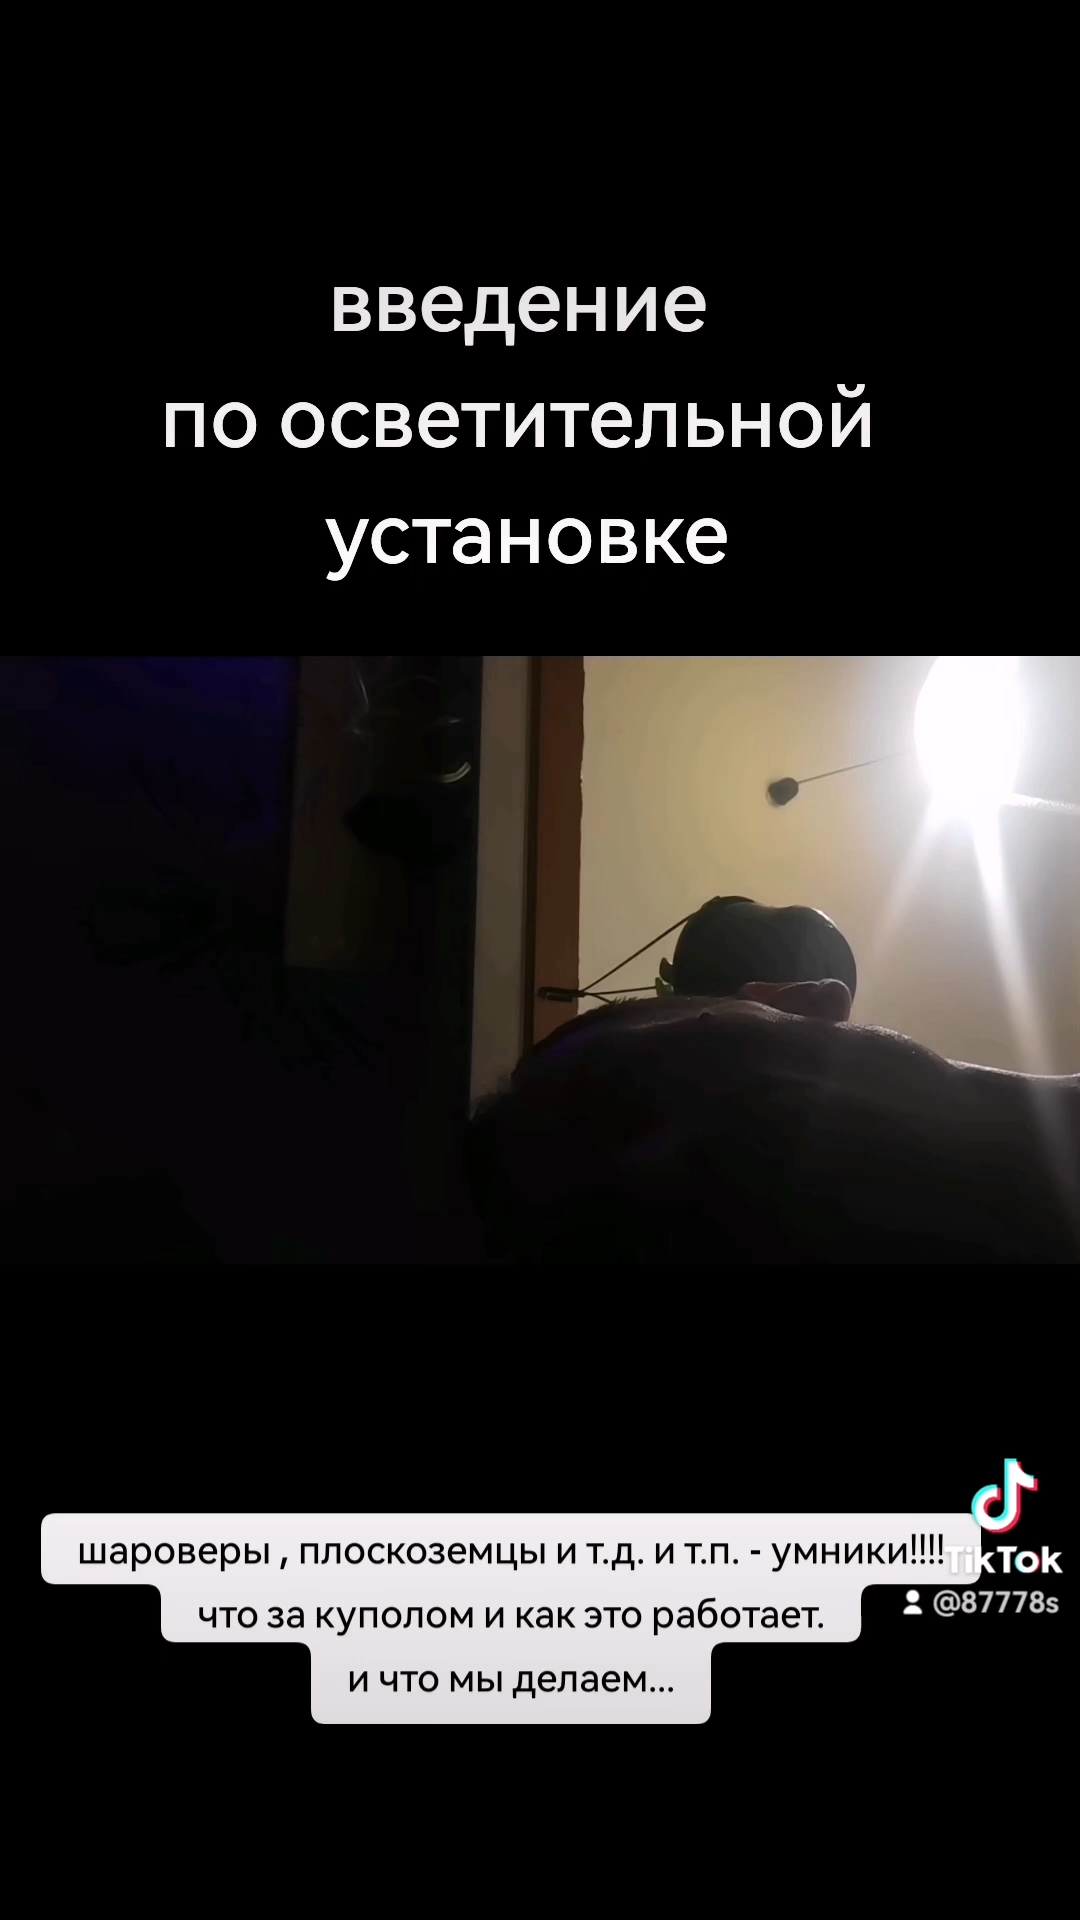 введение
по осветительной
установке
шароверы , плоскоземцы и т.д. и т.п. - умники!!!!
что за куполом и как это работает.
и что мы делаем...
TikTok
@87778s